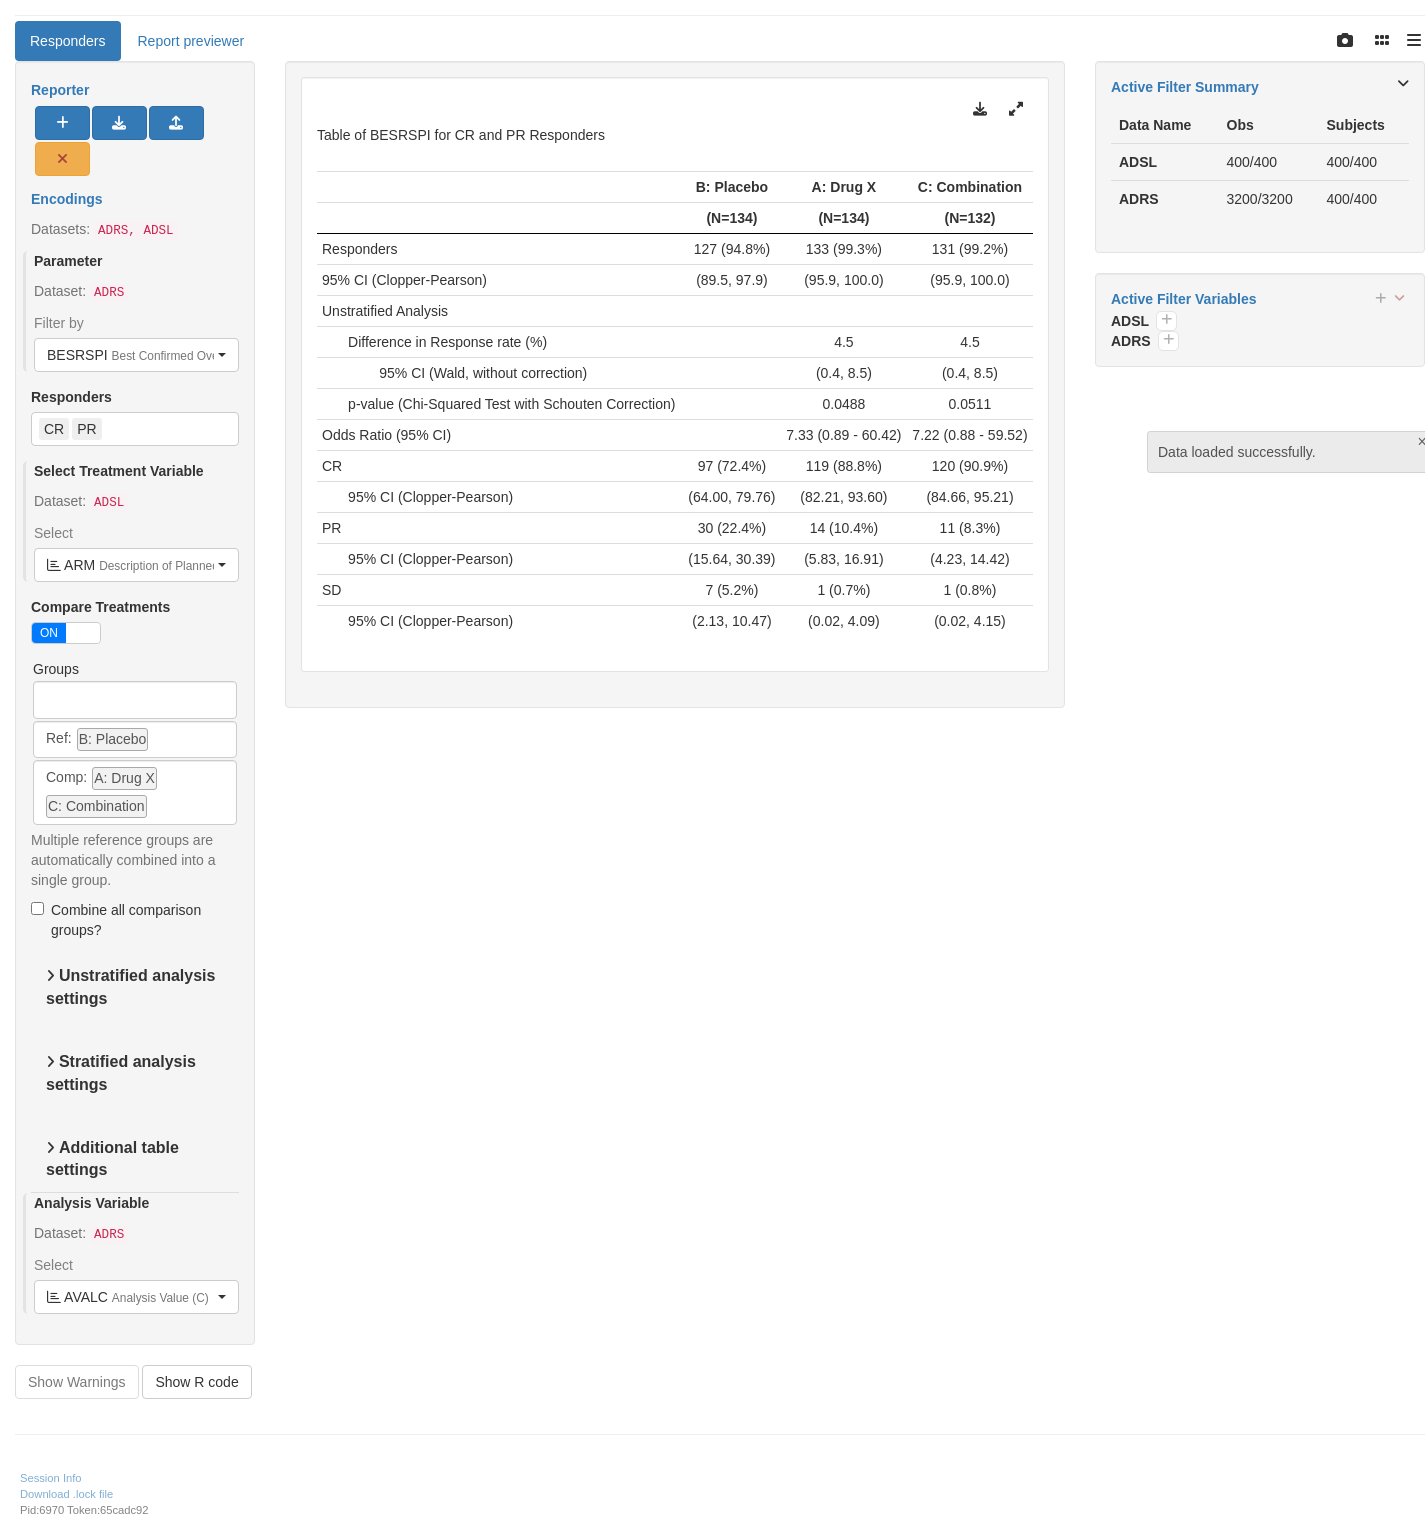 Responders
Report previewer
Reporter
Encodings
Datasets: ADRS, ADSL
Parameter
Dataset: ADRS
Filter by
BESRSPI Best Confirmed Ove
Responders
CR PR
Select Treatment Variable
Dataset: ADSL
Select
ARM Description of Planned
Compare Treatments
ON
Groups
Ref: B: Placebo
Comp: A: Drug X
C: Combination
Multiple reference groups are
automatically combined into a
single group.
Combine all comparison
groups?
Unstratified analysis
settings
Stratified analysis
settings
Additional table
settings
Analysis Variable
Dataset: ADRS
Select
AVALC Analysis Value (C)
Show Warnings
Show R code
Table of BESRSPI for CR and PR Responders
B: Placebo A: Drug X C: Combination
(N=134) (N=134) (N=132)
Responders 127 (94.8%) 133 (99.3%) 131 (99.2%)
95% CI (Clopper-Pearson) (89.5, 97.9) (95.9, 100.0) (95.9, 100.0)
Unstratified Analysis
Difference in Response rate (%) 4.5 4.5
95% CI (Wald, without correction) (0.4, 8.5) (0.4, 8.5)
p-value (Chi-Squared Test with Schouten Correction) 0.0488 0.0511
Odds Ratio (95% CI) 7.33 (0.89 - 60.42) 7.22 (0.88 - 59.52)
CR 97 (72.4%) 119 (88.8%) 120 (90.9%)
95% CI (Clopper-Pearson) (64.00, 79.76) (82.21, 93.60) (84.66, 95.21)
PR 30 (22.4%) 14 (10.4%) 11 (8.3%)
95% CI (Clopper-Pearson) (15.64, 30.39) (5.83, 16.91) (4.23, 14.42)
SD 7 (5.2%) 1 (0.7%) 1 (0.8%)
95% CI (Clopper-Pearson) (2.13, 10.47) (0.02, 4.09) (0.02, 4.15)
Active Filter Summary
Data Name Obs Subjects
ADSL 400/400 400/400
ADRS 3200/3200 400/400
Active Filter Variables
ADSL
ADRS
Data loaded successfully.
Session Info
Download .lock file
Pid:6970 Token:65cadc92